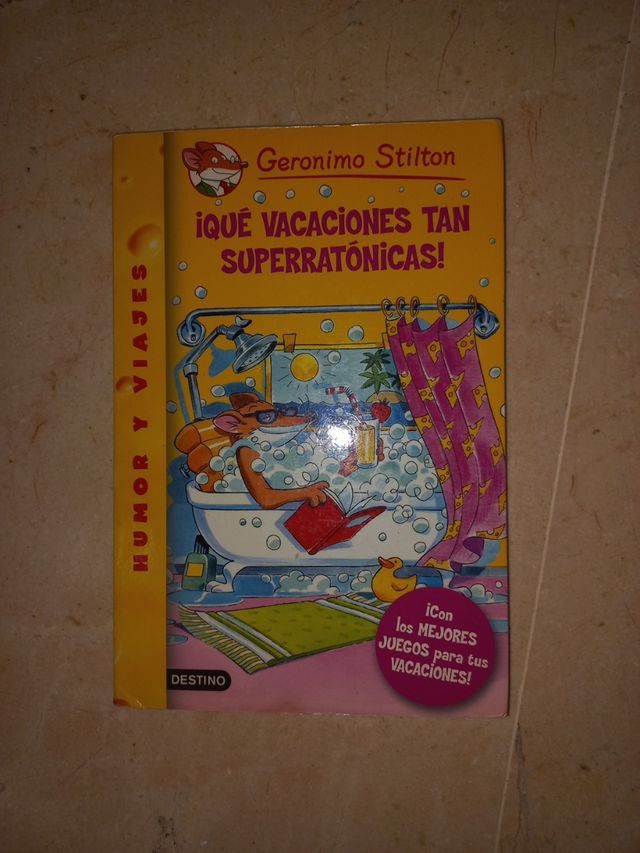 Geronimo Stilton
¡QUÉ VACACIONES TAN
SUPERRATÓNICAS!
HUMOR Y VIAJES
¡Con
los MEJORES
JUEGOS para tus
VACACIONES!
DESTINO